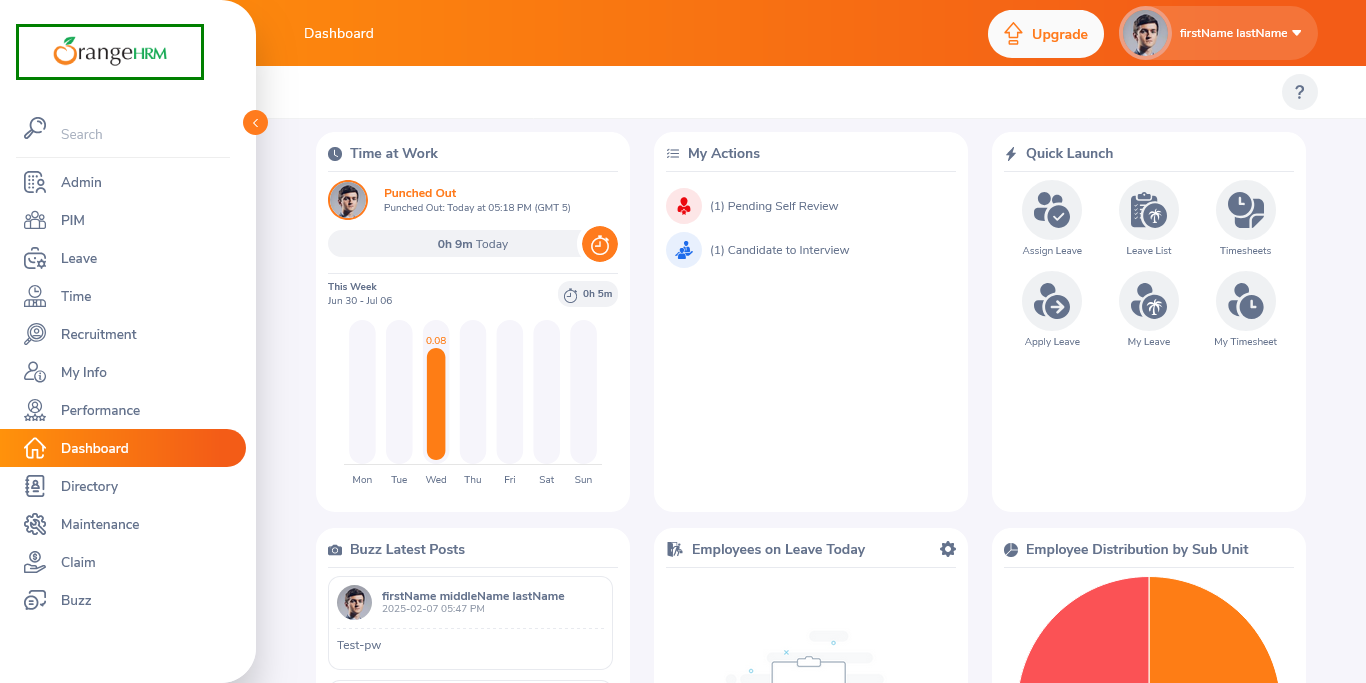 OrangeHRM
Search
Admin
PIM
Leave
Time
Recruitment
My Info
Performance
Dashboard
Directory
Maintenance
Claim
Buzz
Dashboard
Upgrade
firstName lastName
?
Time at Work
Punched Out
Punched Out: Today at 05:18 PM (GMT 5)
0h 9m Today
This Week
Jun 30 - Jul 06
0h 5m
0.08
Mon Tue Wed Thu Fri Sat Sun
My Actions
(1) Pending Self Review
(1) Candidate to Interview
Quick Launch
Assign Leave Leave List Timesheets
Apply Leave My Leave My Timesheet
Buzz Latest Posts
firstName middleName lastName
2025-02-07 05:47 PM
Test-pw
Employees on Leave Today
Employee Distribution by Sub Unit